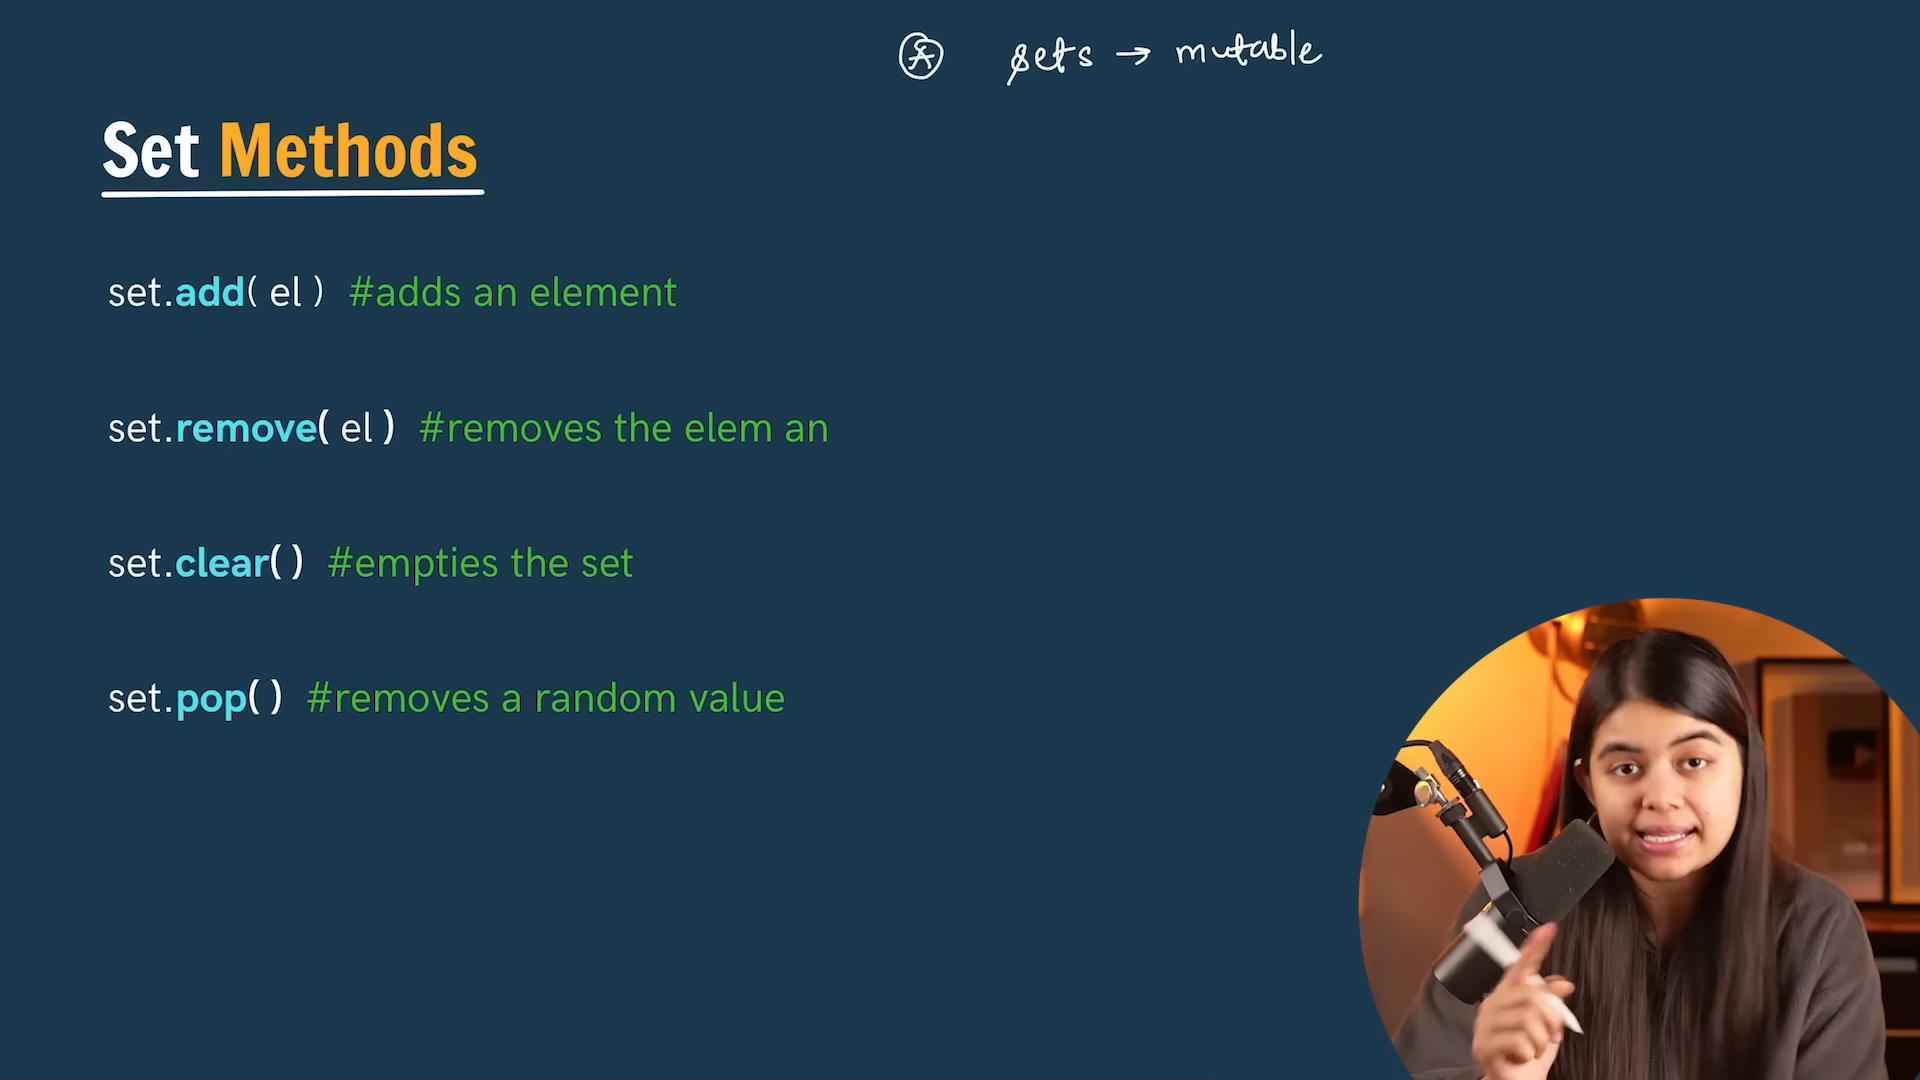 sets → mutable
Set Methods
set.add( el ) #adds an element
set.remove( el ) #removes the elem an
set.clear( ) #empties the set
set.pop( ) #removes a random value